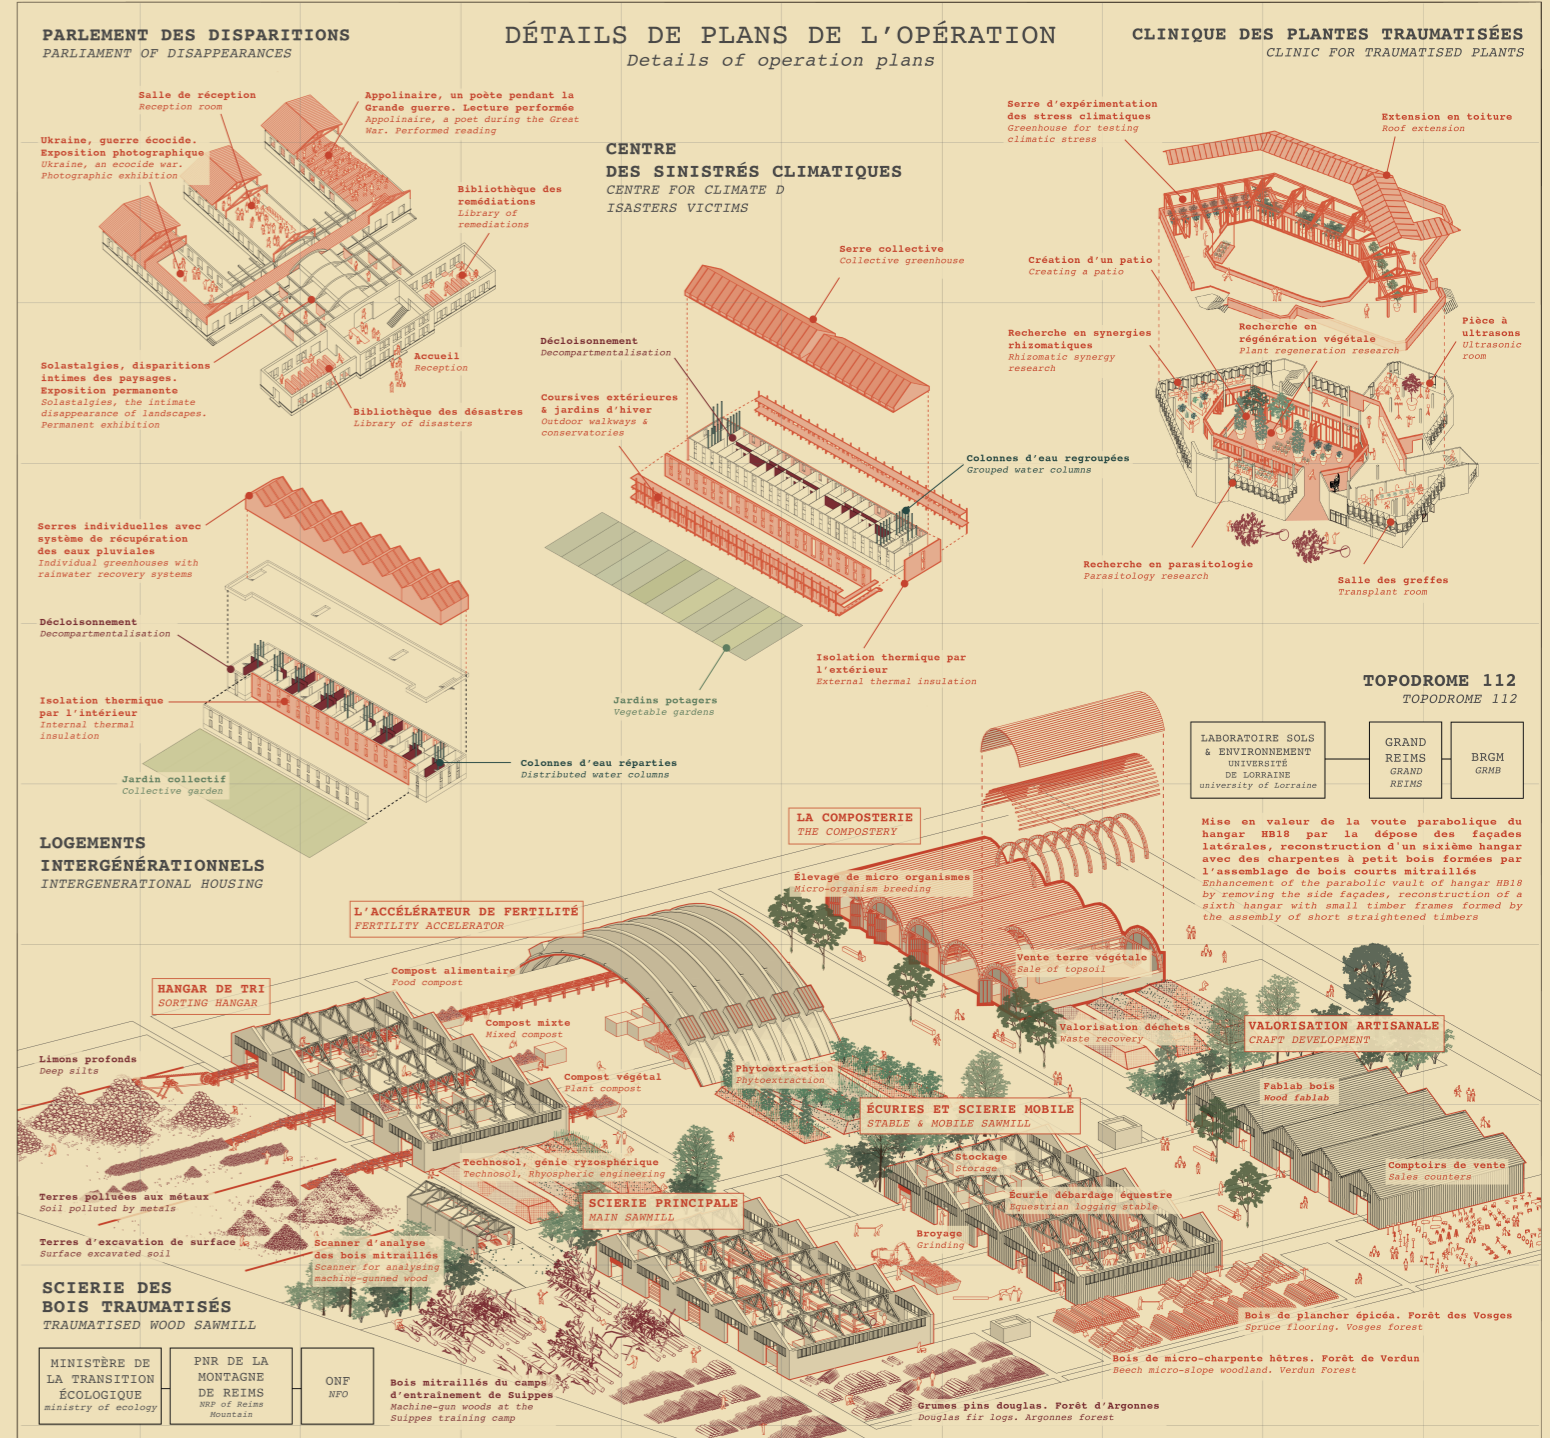 DÉTAILS DE PLANS DE L'OPÉRATION
Details of operation plans
PARLEMENT DES DISPARITIONS
PARLIAMENT OF DISAPPEARANCES
Salle de réception
Reception room
Appolinaire, un poète pendant la
Grande guerre. Lecture performée
Appolinaire, a poet during the Great
War. Performed reading
Ukraine, guerre écocide.
Exposition photographique
Ukraine, an ecocide war.
Photographic exhibition
Bibliothèque des
remédiations
Library of
remediations
Solastalgies, disparitions
intimes des paysages.
Exposition permanente
Solastalgies, the intimate
disappearance of landscapes.
Permanent exhibition
Accueil
Reception
Bibliothèque des désastres
Library of disasters
CENTRE
DES SINISTRÉS CLIMATIQUES
CENTRE FOR CLIMATE D
ISASTERS VICTIMS
Serre collective
Collective greenhouse
Décloisonnement
Decompartmentalisation
Coursives extérieures
& jardins d'hiver
Outdoor walkways &
conservatories
Colonnes d'eau regroupées
Grouped water columns
Isolation thermique par
l'extérieur
External thermal insulation
Jardins potagers
Vegetable gardens
CLINIQUE DES PLANTES TRAUMATISÉES
CLINIC FOR TRAUMATISED PLANTS
Serre d'expérimentation
des stress climatiques
Greenhouse for testing
climatic stress
Extension en toiture
Roof extension
Création d'un patio
Creating a patio
Recherche en synergies
rhizomatiques
Rhizomatic synergy
research
Recherche en
régénération végétale
Plant regeneration research
Pièce à
ultrasons
Ultrasonic
room
Recherche en parasitologie
Parasitology research
Salle des greffes
Transplant room
Serres individuelles avec
système de récupération
des eaux pluviales
Individual greenhouses with
rainwater recovery systems
Décloisonnement
Decompartmentalisation
Isolation thermique
par l'intérieur
Internal thermal
insulation
Colonnes d'eau réparties
Distributed water columns
Jardin collectif
Collective garden
LOGEMENTS
INTERGÉNÉRATIONNELS
INTERGENERATIONAL HOUSING
TOPODROME 112
TOPODROME 112
LABORATOIRE SOLS
& ENVIRONNEMENT
UNIVERSITÉ
DE LORRAINE
university of Lorraine
GRAND
REIMS
GRAND
REIMS
BRGM
GRMB
Mise en valeur de la voute parabolique du
hangar HB18 par la dépose des façades
latérales, reconstruction d'un sixième hangar
avec des charpentes à petit bois formées par
l'assemblage de bois courts mitraillés
Enhancement of the parabolic vault of hangar HB18
by removing the side façades, reconstruction of a
sixth hangar with small timber frames formed by
the assembly of short straightened timbers
LA COMPOSTERIE
THE COMPOSTERY
Élevage de micro organismes
Micro-organism breeding
Vente terre végétale
Sale of topsoil
Valorisation déchets
Waste recovery
L'ACCÉLÉRATEUR DE FERTILITÉ
FERTILITY ACCELERATOR
Compost alimentaire
Food compost
Compost mixte
Mixed compost
Compost végétal
Plant compost
Phytoextraction
Phytoextraction
HANGAR DE TRI
SORTING HANGAR
Limons profonds
Deep silts
Terres polluées aux métaux
Soil polluted by metals
Terres d'excavation de surface
Surface excavated soil
Technosol, génie ryzosphérique
Technosol, Rhyospheric engineering
VALORISATION ARTISANALE
CRAFT DEVELOPMENT
Fablab bois
Wood fablab
Comptoirs de vente
Sales counters
ÉCURIES ET SCIERIE MOBILE
STABLE & MOBILE SAWMILL
Stockage
Storage
Écurie débardage équestre
Equestrian logging stable
Broyage
Grinding
SCIERIE PRINCIPALE
MAIN SAWMILL
Scanner d'analyse
des bois mitraillés
Scanner for analysing
machine-gunned wood
Bois de plancher épicéa. Forêt des Vosges
Spruce flooring. Vosges forest
Bois de micro-charpente hêtres. Forêt de Verdun
Beech micro-slope woodland. Verdun Forest
Grumes pins douglas. Forêt d'Argonnes
Douglas fir logs. Argonnes forest
Bois mitraillés du camps
d'entraînement de Suippes
Machine-gun woods at the
Suippes training camp
SCIERIE DES
BOIS TRAUMATISÉS
TRAUMATISED WOOD SAWMILL
MINISTÈRE DE
LA TRANSITION
ÉCOLOGIQUE
ministry of ecology
PNR DE LA
MONTAGNE
DE REIMS
NRP of Reims
Mountain
ONF
NFO